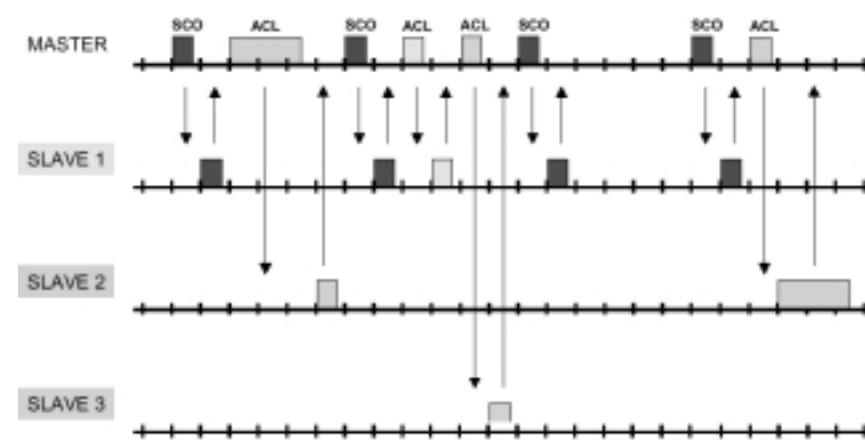 SCO ACL SCO ACL ACL SCO SCO ACL
MASTER
SLAVE 1
SLAVE 2
SLAVE 3